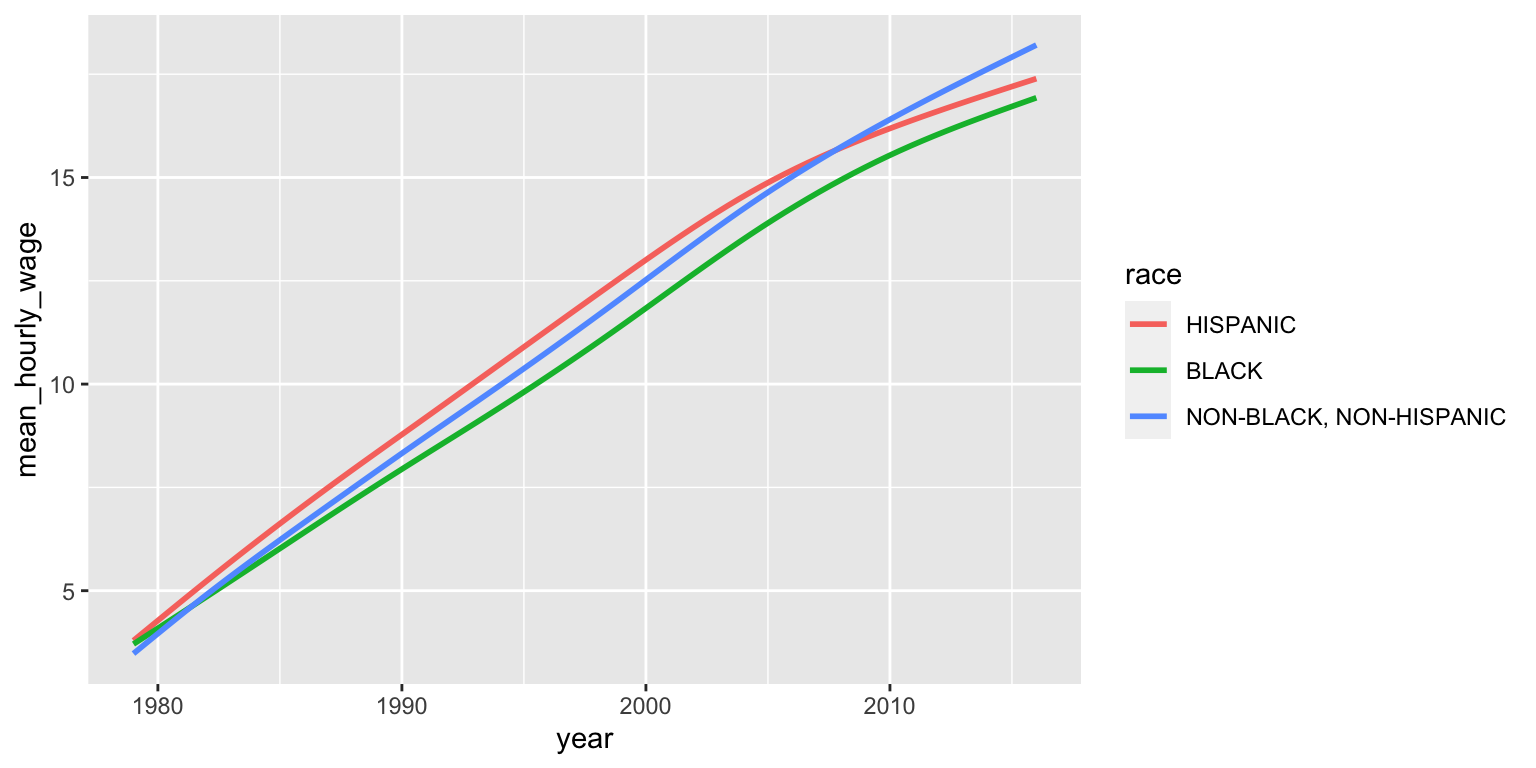 mean_hourly_wage
15
10
5
1980 1990 2000 2010
year
race
HISPANIC
BLACK
NON-BLACK, NON-HISPANIC